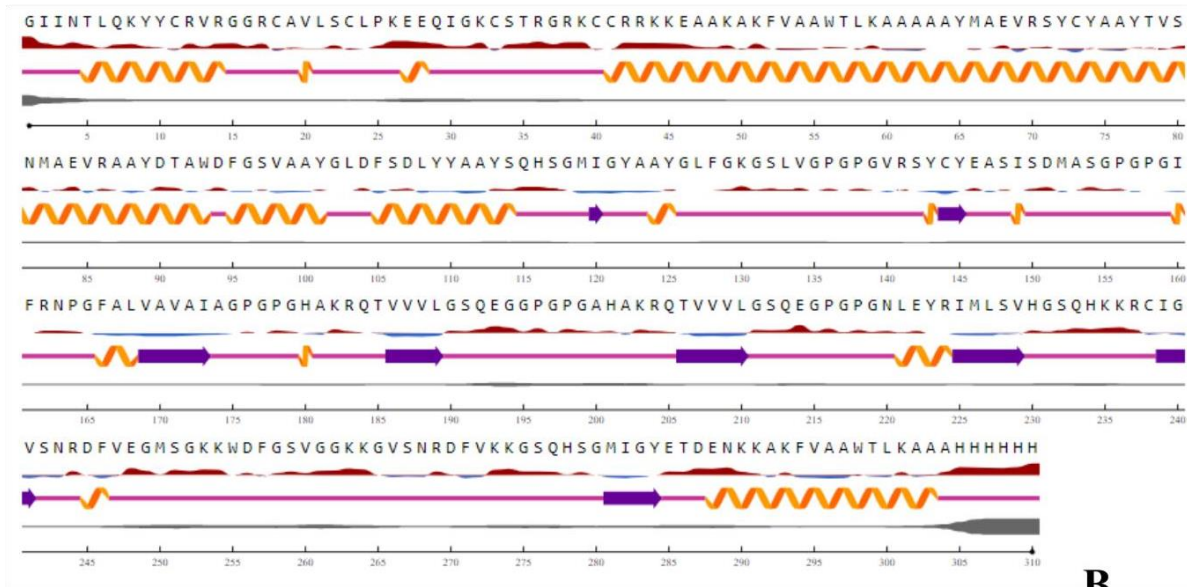 GIINTLQKYYCRVRGGRCAVLSCLPKEEQIGKCSTRGRKCCRRKKEAAKAKFVAAWTLKAAAAAYMAEVRSYCYAAYTVS
5 10 15 20 25 30 35 40 45 50 55 60 65 70 75 80
NMAEVRAAYDTAWDFGSVAAYGLDFSDLYYAAYSQHSGMIGYAAYGLFGKGSLVGPGPGVRSYCYEASISDMASGPGPGI
85 90 95 100 105 110 115 120 125 130 135 140 145 150 155 160
FRNPGFALVAVAIAGPGPGHAKRQTVVVLGSQEGGPGPGAHAKRQTVVVLGSQEGPGPGNLEYRIMLSVHGSQHKKRCIG
165 170 175 180 185 190 195 200 205 210 215 220 225 230 235 240
VSNRDFVEGMSGKKWDFGSVGGKKGVSNRDFVKKGSQHSGMIGYETDENKKAKFVAAWTLKAAAHHHHHH
245 250 255 260 265 270 275 280 285 290 295 300 305 310
B